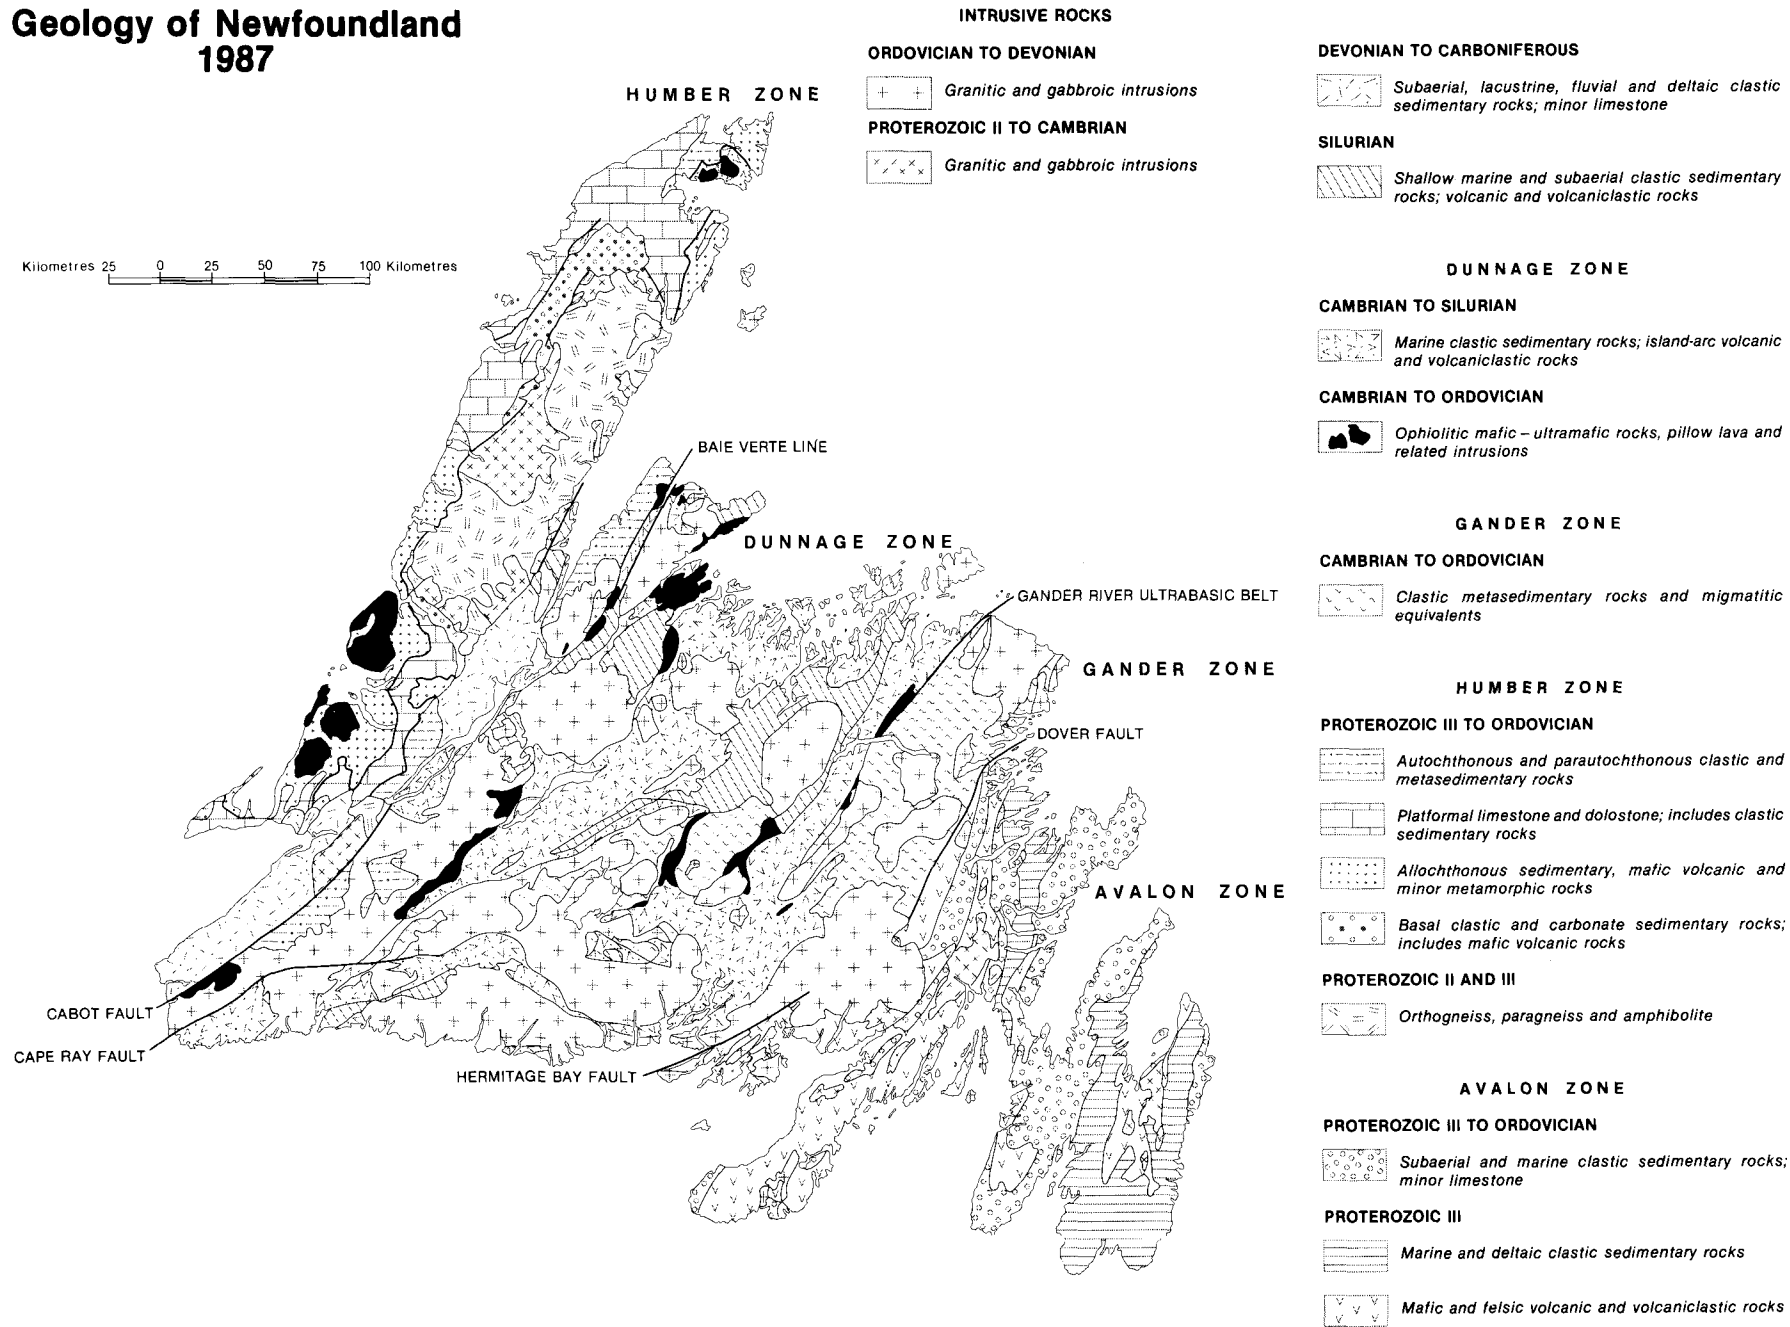 Geology of Newfoundland
1987
HUMBER ZONE
Kilometres 25 0 25 50 75 100 Kilometres
BAIE VERTE LINE
DUNNAGE ZONE
GANDER RIVER ULTRABASIC BELT
GANDER ZONE
DOVER FAULT
AVALON ZONE
CABOT FAULT
CAPE RAY FAULT
HERMITAGE BAY FAULT
INTRUSIVE ROCKS
ORDOVICIAN TO DEVONIAN
Granitic and gabbroic intrusions
PROTEROZOIC II TO CAMBRIAN
Granitic and gabbroic intrusions
DEVONIAN TO CARBONIFEROUS
Subaerial, lacustrine, fluvial and deltaic clastic
sedimentary rocks; minor limestone
SILURIAN
Shallow marine and subaerial clastic sedimentary
rocks; volcanic and volcaniclastic rocks
DUNNAGE ZONE
CAMBRIAN TO SILURIAN
Marine clastic sedimentary rocks; island-arc volcanic
and volcaniclastic rocks
CAMBRIAN TO ORDOVICIAN
Ophiolitic mafic – ultramafic rocks, pillow lava and
related intrusions
GANDER ZONE
CAMBRIAN TO ORDOVICIAN
Clastic metasedimentary rocks and migmatitic
equivalents
HUMBER ZONE
PROTEROZOIC III TO ORDOVICIAN
Autochthonous and parautochthonous clastic and
metasedimentary rocks
Platformal limestone and dolostone; includes clastic
sedimentary rocks
Allochthonous sedimentary, mafic volcanic and
minor metamorphic rocks
Basal clastic and carbonate sedimentary rocks;
includes mafic volcanic rocks
PROTEROZOIC II AND III
Orthogneiss, paragneiss and amphibolite
AVALON ZONE
PROTEROZOIC III TO ORDOVICIAN
Subaerial and marine clastic sedimentary rocks;
minor limestone
PROTEROZOIC III
Marine and deltaic clastic sedimentary rocks
Mafic and felsic volcanic and volcaniclastic rocks